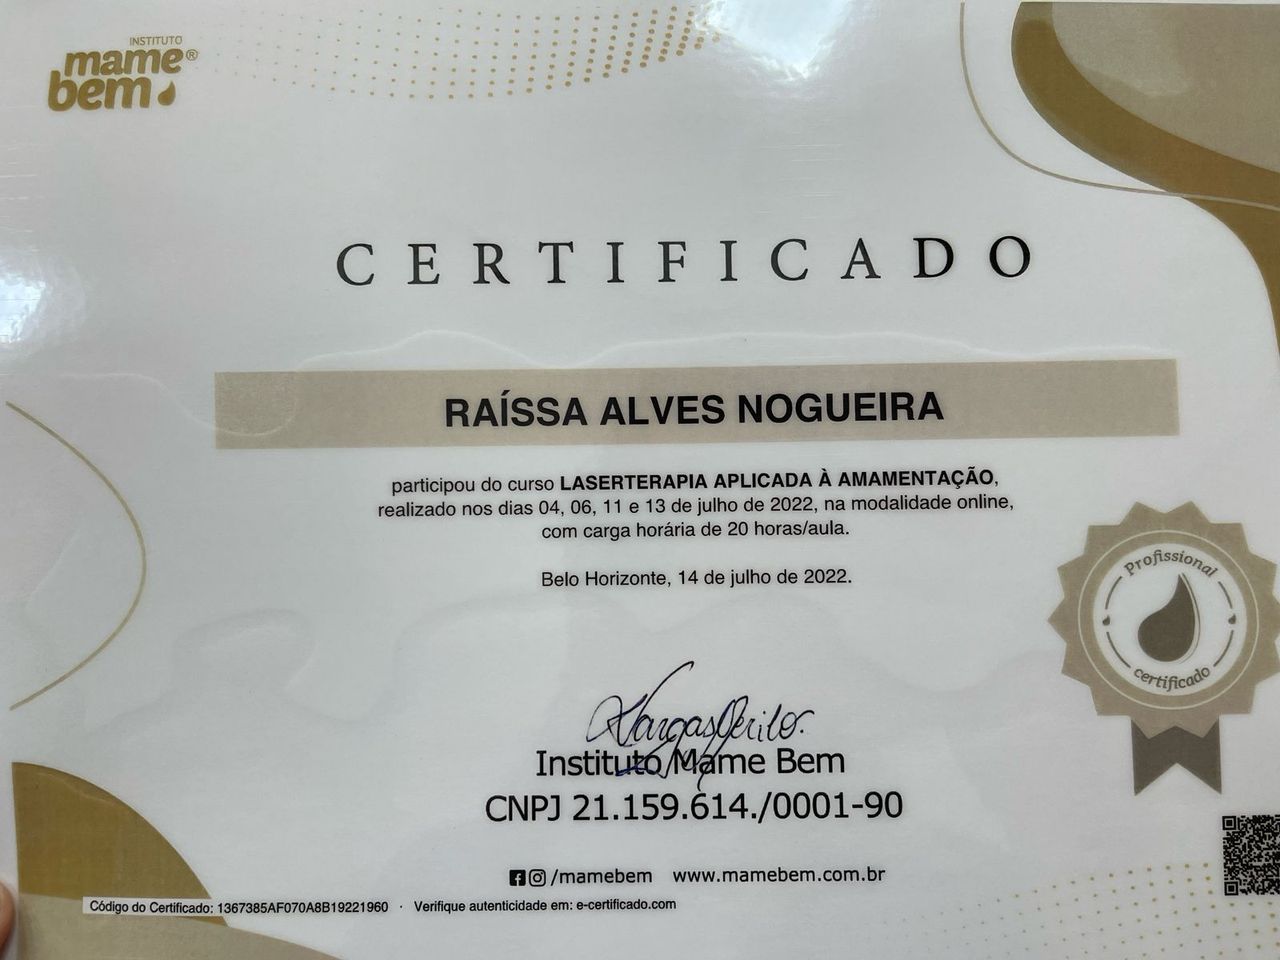 INSTITUTO
mame®
bem
CERTIFICADO
RAÍSSA ALVES NOGUEIRA
participou do curso LASERTERAPIA APLICADA À AMAMENTAÇÃO,
realizado nos dias 04, 06, 11 e 13 de julho de 2022, na modalidade online,
com carga horária de 20 horas/aula.
Belo Horizonte, 14 de julho de 2022.
Profissional
certificado
Instituto Mame Bem
CNPJ 21.159.614./0001-90
/mamebem www.mamebem.com.br
Código do Certificado: 1367385AF070A8B19221960 · Verifique autenticidade em: e-certificado.com